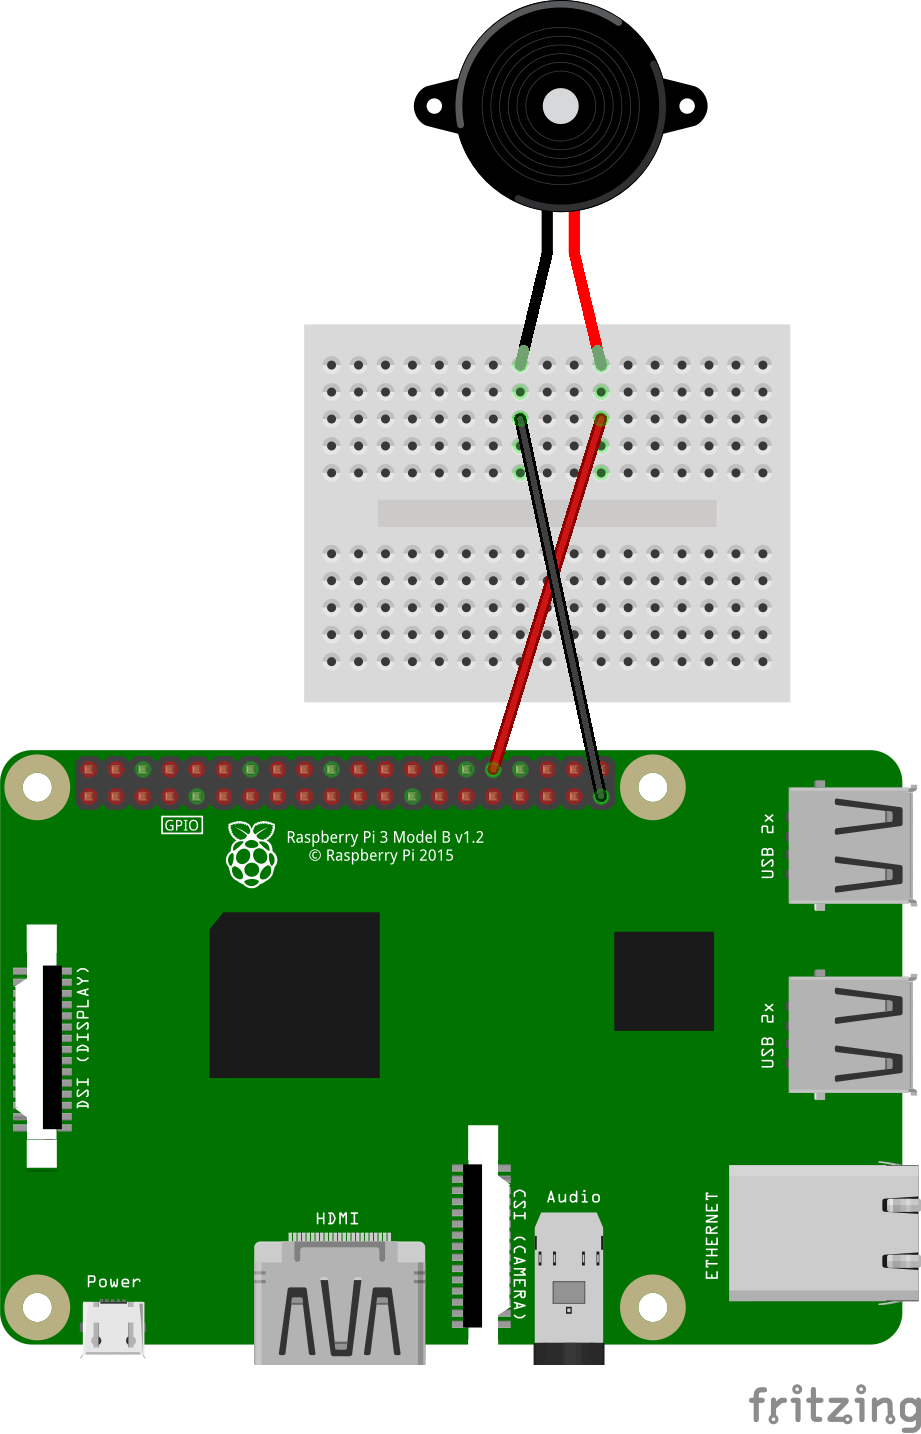 GPIO
Raspberry Pi 3 Model B v1.2
© Raspberry Pi 2015
USB 2x
DSI (DISPLAY)
USB 2x
HDMI
CSI (CAMERA)
Audio
ETHERNET
Power
fritzing